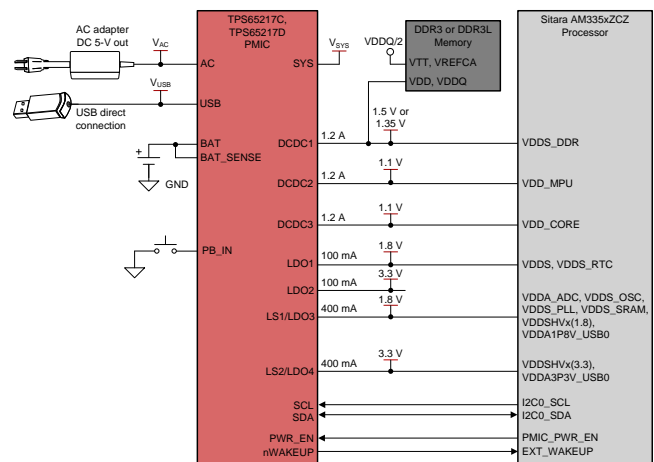 AC adapter
DC 5-V out
VAC
AC
USB direct
connection
VUSB
USB
BAT
BAT_SENSE
+
GND
PB_IN
TPS65217C,
TPS65217D
PMIC
SYS
VSYS
DCDC1
1.2 A
1.5 V or
1.35 V
DCDC2
1.2 A
1.1 V
DCDC3
1.2 A
1.1 V
LDO1
100 mA
1.8 V
LDO2
100 mA
3.3 V
LS1/LDO3
400 mA
1.8 V
LS2/LDO4
400 mA
3.3 V
SCL
SDA
PWR_EN
nWAKEUP
VDDQ/2
DDR3 or DDR3L
Memory
VTT, VREFCA
VDD, VDDQ
Sitara AM335xZCZ
Processor
VDDS_DDR
VDD_MPU
VDD_CORE
VDDS, VDDS_RTC
VDDA_ADC, VDDS_OSC,
VDDS_PLL, VDDS_SRAM,
VDDSHVx(1.8),
VDDA1P8V_USB0
VDDSHVx(3.3),
VDDA3P3V_USB0
I2C0_SCL
I2C0_SDA
PMIC_PWR_EN
EXT_WAKEUP